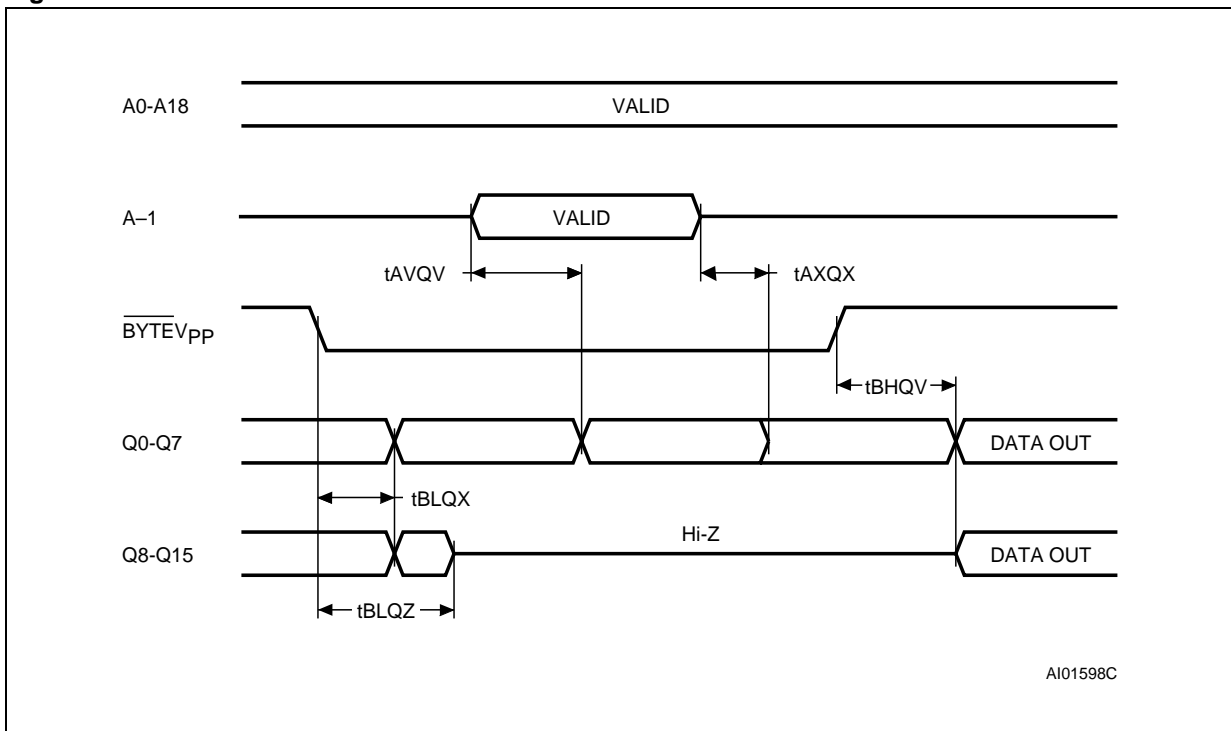 A0-A18
VALID
A–1
VALID
tAVQV
tAXQX
BYTEVPP
tBHQV
Q0-Q7
DATA OUT
tBLQX
Hi-Z
Q8-Q15
DATA OUT
tBLQZ
AI01598C